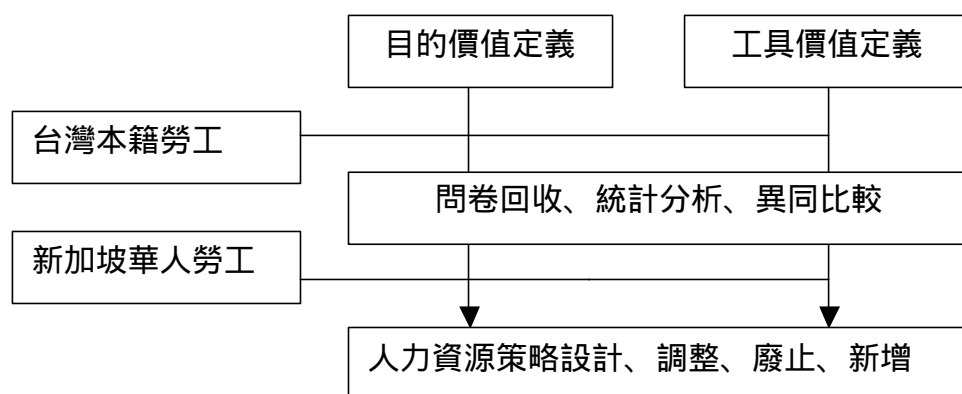 目的價值定義
工具價值定義
台灣本籍勞工
問卷回收、統計分析、異同比較
新加坡華人勞工
人力資源策略設計、調整、廢止、新增